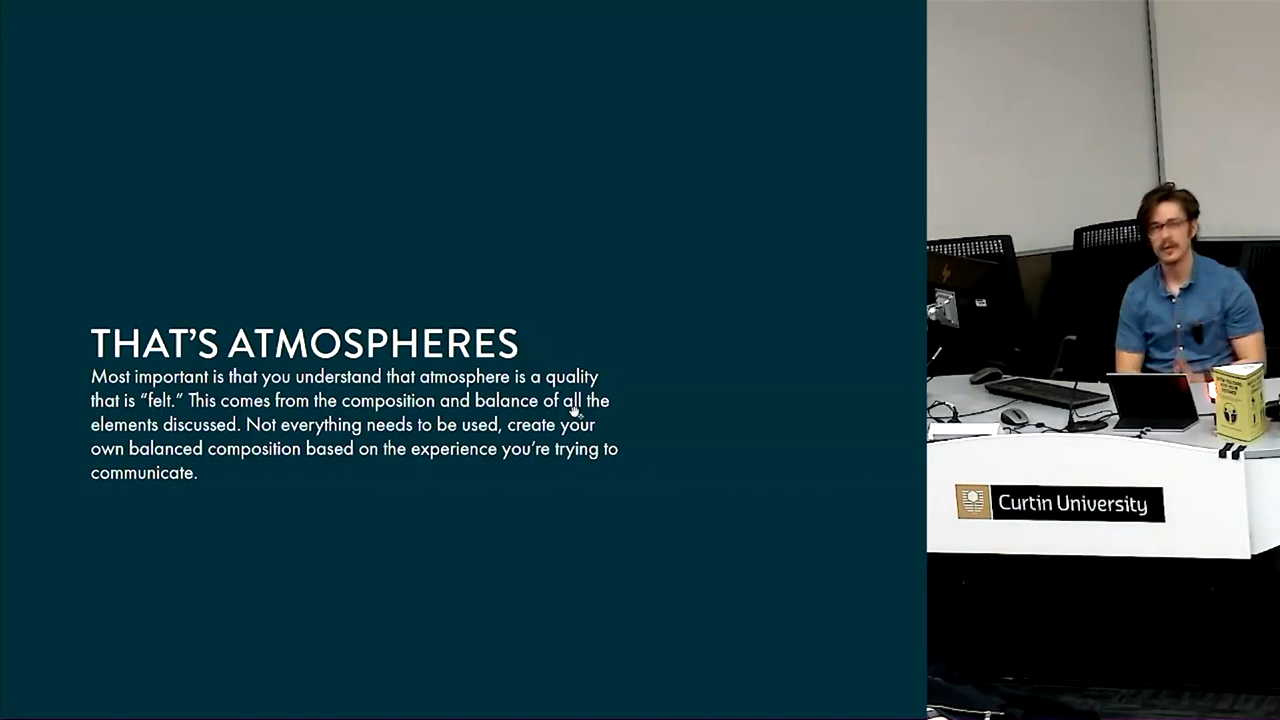 THAT'S ATMOSPHERES
Most important is that you understand that atmosphere is a quality
that is “felt.” This comes from the composition and balance of all the
elements discussed. Not everything needs to be used, create your
own balanced composition based on the experience you're trying to
communicate.
Curtin University